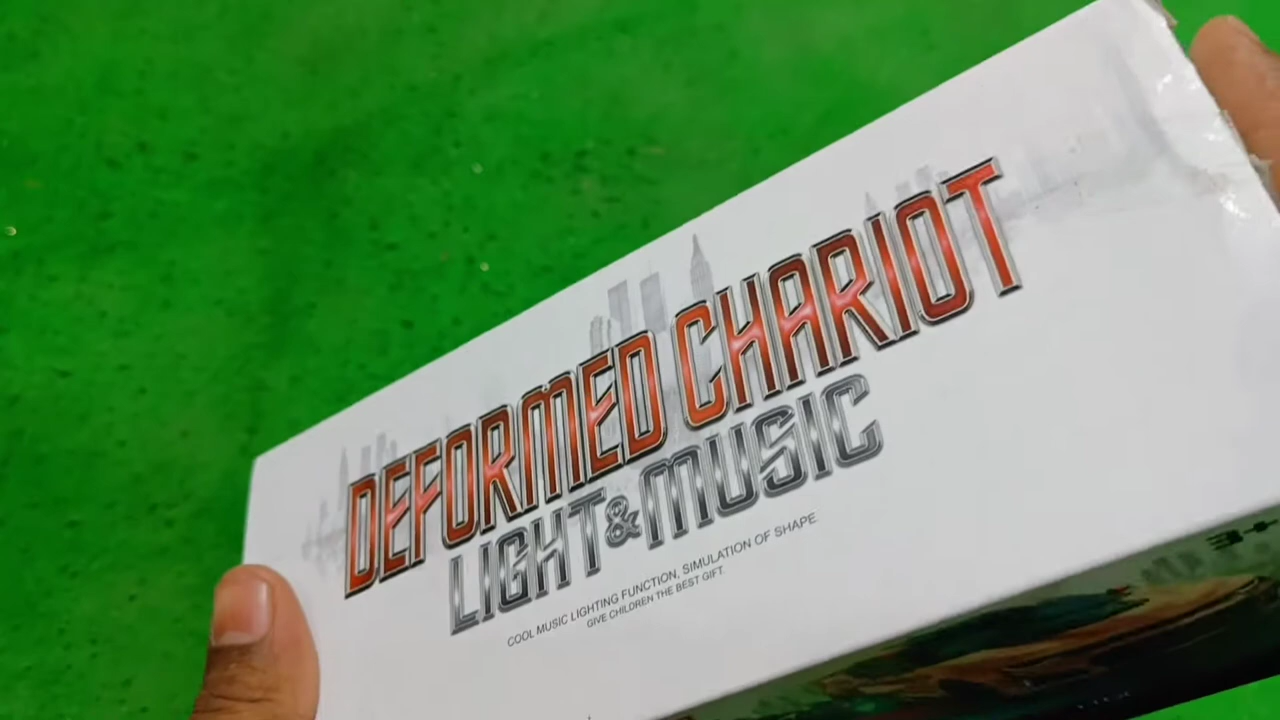 DEFORMED CHARIOT
LIGHT & MUSIC
COOL MUSIC LIGHTING FUNCTION, SIMULATION OF SHAPE.
GIVE CHILDREN THE BEST GIFT.